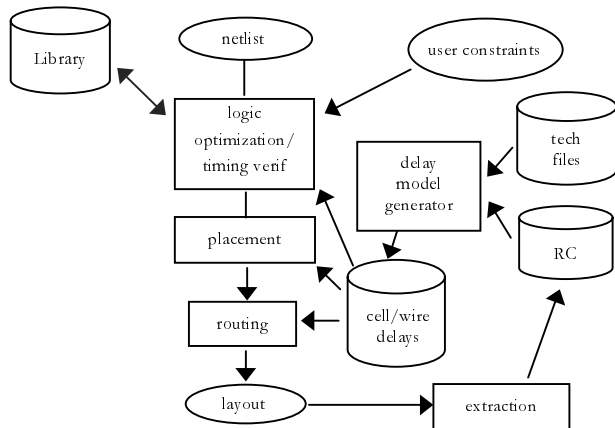 netlist
Library
user constraints
logic
optimization/
timing verif
tech
files
delay
model
generator
placement
RC
cell/wire
delays
routing
layout
extraction